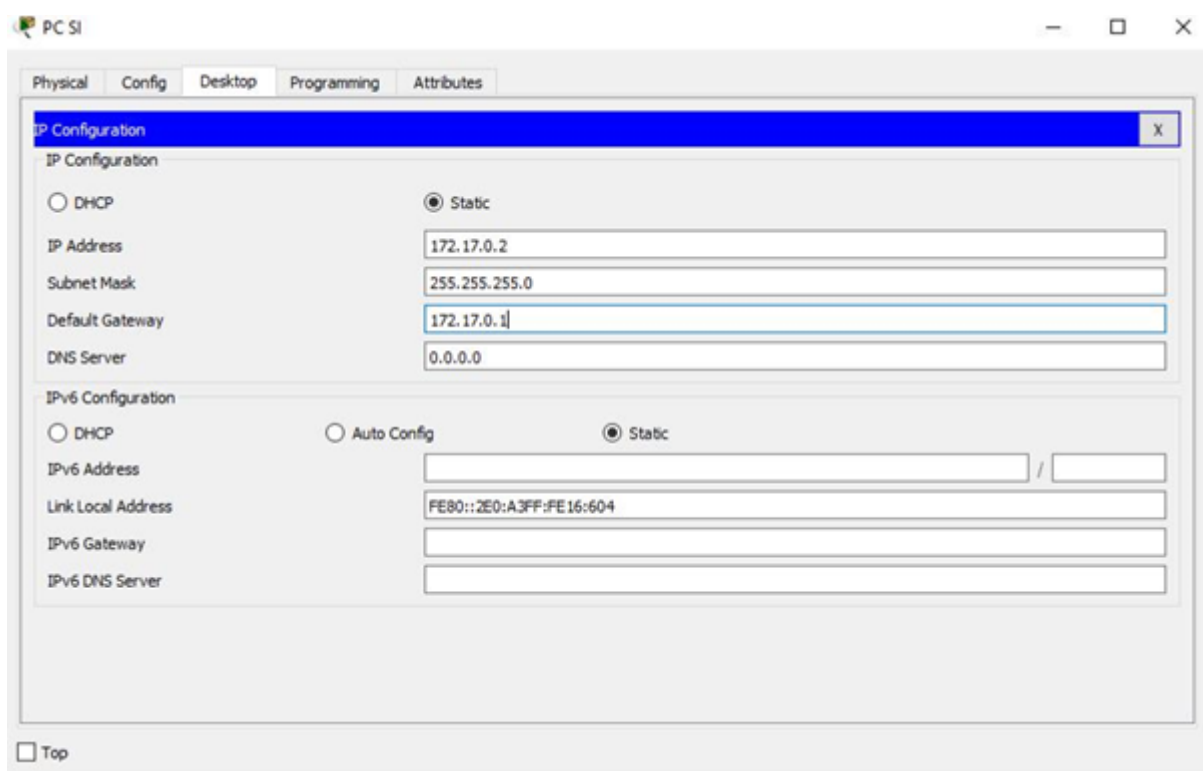 PC SI
Physical Config Desktop Programming Attributes
IP Configuration X
IP Configuration
DHCP Static
IP Address 172.17.0.2
Subnet Mask 255.255.255.0
Default Gateway 172.17.0.1
DNS Server 0.0.0.0
IPv6 Configuration
DHCP Auto Config Static
IPv6 Address /
Link Local Address FE80::2E0:A3FF:FE16:604
IPv6 Gateway
IPv6 DNS Server
Top